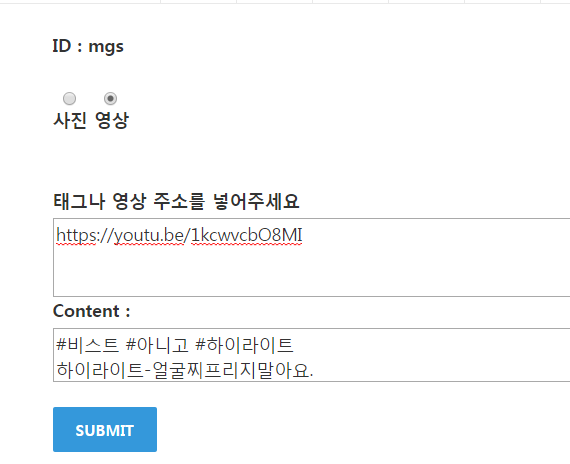 ID : mgs
사진 영상
태그나 영상 주소를 넣어주세요
https://youtu.be/1kcwvcbO8MI
Content :
#비스트 #아니고 #하이라이트
하이라이트-얼굴찌프리지말아요.
SUBMIT